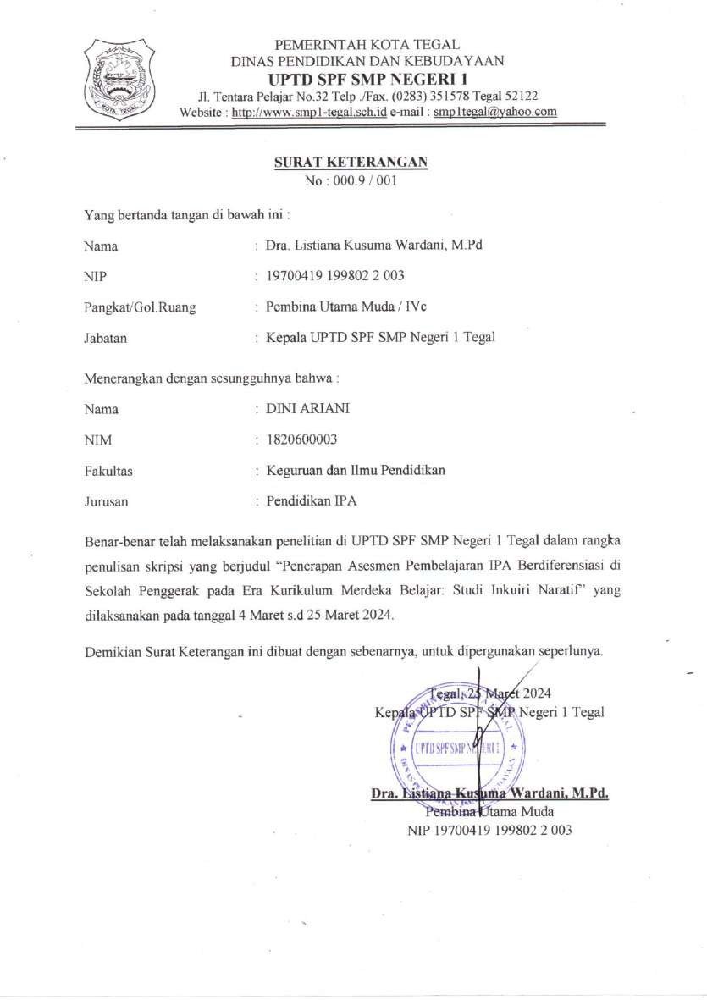 PEMERINTAH KOTA TEGAL
DINAS PENDIDIKAN DAN KEBUDAYAAN
UPTD SPF SMP NEGERI 1
Jl. Tentara Pelajar No.32 Telp ./Fax. (0283) 351578 Tegal 52122
Website : http://www.smp1-tegal.sch.id e-mail : smp1tegal@yahoo.com
KOTA TEGAL
SURAT KETERANGAN
No : 000.9 / 001
Yang bertanda tangan di bawah ini :
Nama : Dra. Listiana Kusuma Wardani, M.Pd
NIP : 19700419 199802 2 003
Pangkat/Gol.Ruang : Pembina Utama Muda / IVc
Jabatan : Kepala UPTD SPF SMP Negeri 1 Tegal
Menerangkan dengan sesungguhnya bahwa :
Nama : DINI ARIANI
NIM : 1820600003
Fakultas : Keguruan dan Ilmu Pendidikan
Jurusan : Pendidikan IPA
Benar-benar telah melaksanakan penelitian di UPTD SPF SMP Negeri 1 Tegal dalam rangka
penulisan skripsi yang berjudul “Penerapan Asesmen Pembelajaran IPA Berdiferensiasi di
Sekolah Penggerak pada Era Kurikulum Merdeka Belajar: Studi Inkuiri Naratif” yang
dilaksanakan pada tanggal 4 Maret s.d 25 Maret 2024.
Demikian Surat Keterangan ini dibuat dengan sebenarnya, untuk dipergunakan seperlunya.
Tegal, 25 Maret 2024
Kepala UPTD SPF SMP Negeri 1 Tegal
UPTD SPF SMP NEGERI 1
Dra. Listiana Kusuma Wardani, M.Pd.
Pembina Utama Muda
NIP 19700419 199802 2 003